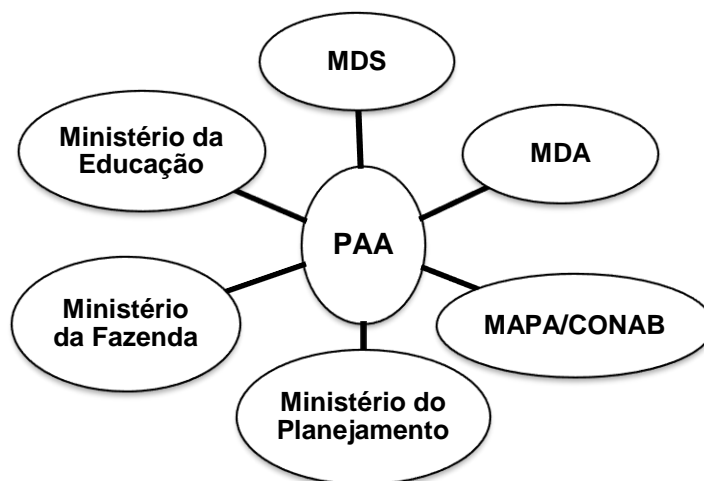 MDS
Ministério da
Educação
MDA
PAA
Ministério
da Fazenda
MAPA/CONAB
Ministério do
Planejamento